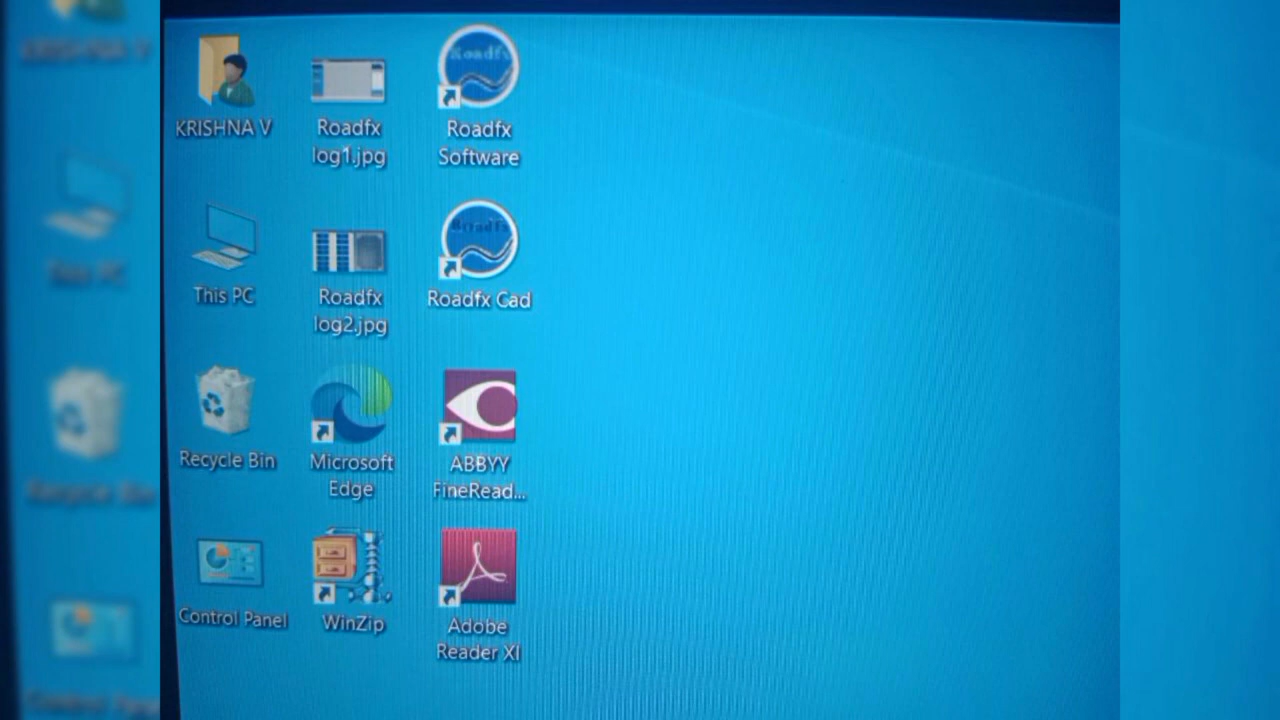 KRISHNA V
Roadfx
log1.jpg
Roadfx
Roadfx
Software
This PC
Roadfx
log2.jpg
Roadfx Cad
Recycle Bin
Microsoft
Edge
ABBYY
FineRead...
Control Panel
WinZip
Adobe
Reader XI